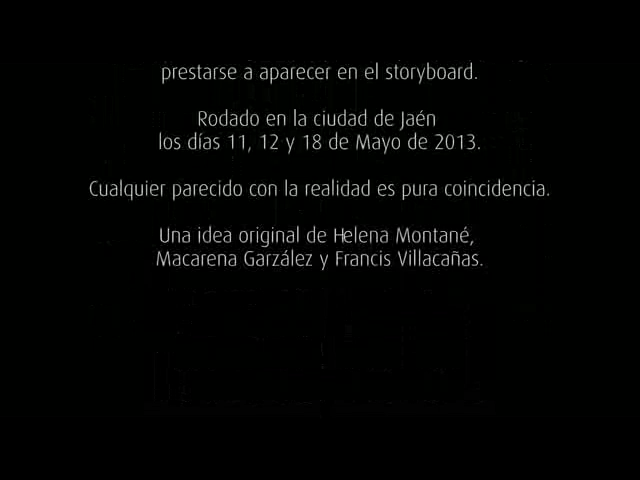 prestarse a aparecer en el storyboard.
Rodado en la ciudad de Jaén
los días 11, 12 y 18 de Mayo de 2013.
Cualquier parecido con la realidad es pura coincidencia.
Una idea original de Helena Montané,
Macarena Garzález y Francis Villacañas.